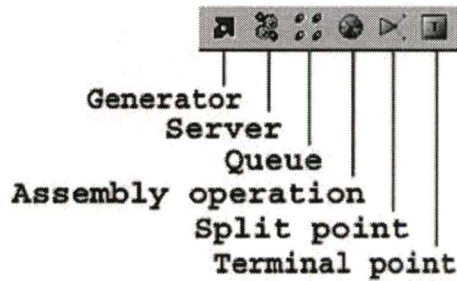 Generator
Server
Queue
Assembly operation
Split point
Terminal point